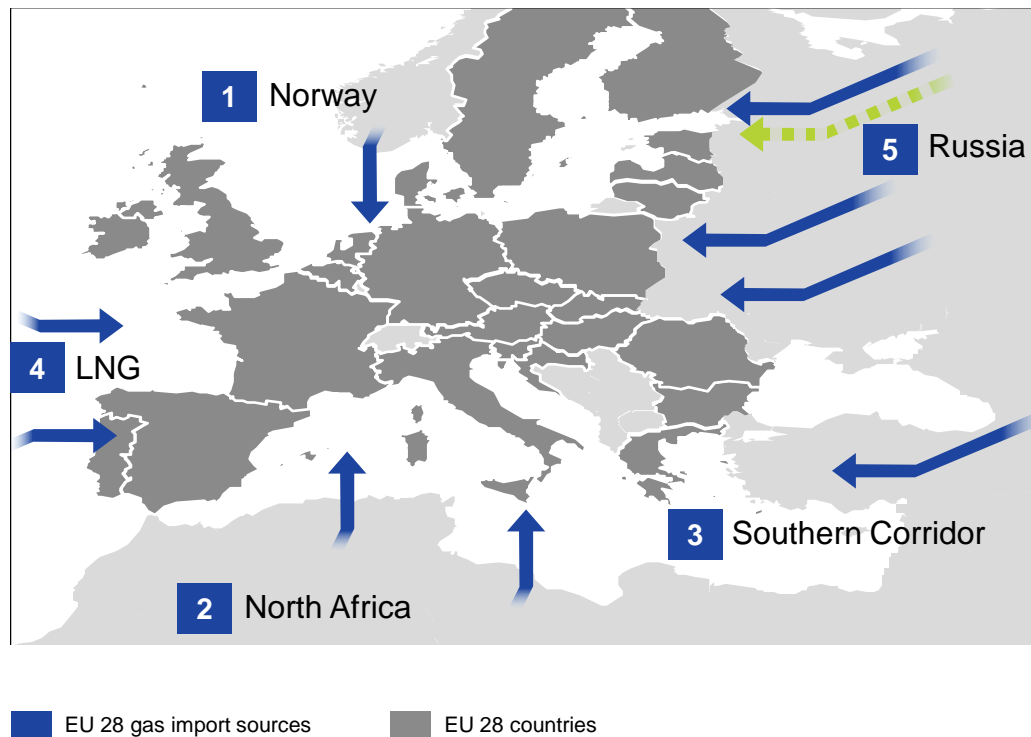 1 Norway
5 Russia
4 LNG
3 Southern Corridor
2 North Africa
EU 28 gas import sources
EU 28 countries